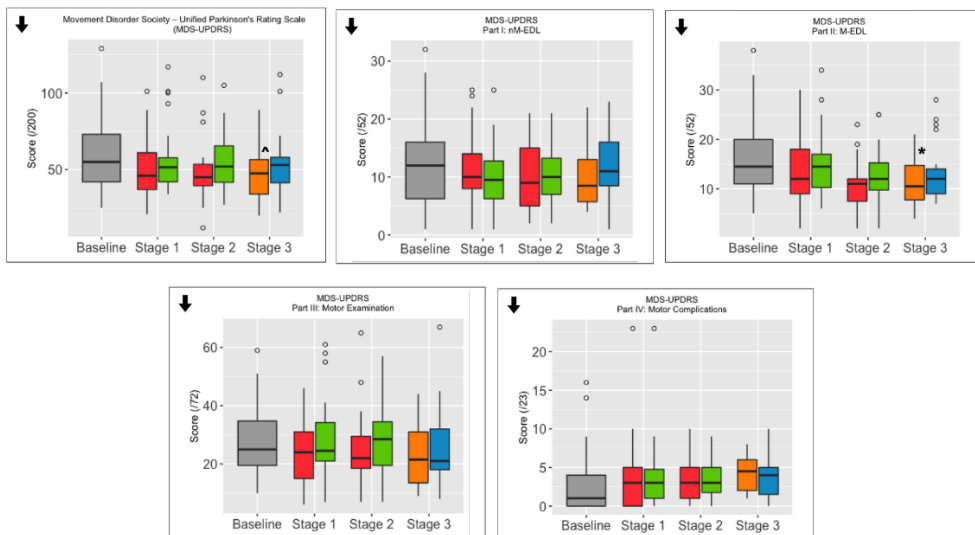 Movement Disorder Society – Unified Parkinson's Rating Scale
(MDS-UPDRS)
Score (/200)
100
50
^
Baseline Stage 1 Stage 2 Stage 3
MDS-UPDRS
Part I: nM-EDL
Score (/52)
30
20
10
0
Baseline Stage 1 Stage 2 Stage 3
MDS-UPDRS
Part II: M-EDL
Score (/52)
30
20
10
*
Baseline Stage 1 Stage 2 Stage 3
MDS-UPDRS
Part III: Motor Examination
Score (/72)
60
40
20
Baseline Stage 1 Stage 2 Stage 3
MDS-UPDRS
Part IV: Motor Complications
Score (/23)
20
15
10
5
0
Baseline Stage 1 Stage 2 Stage 3